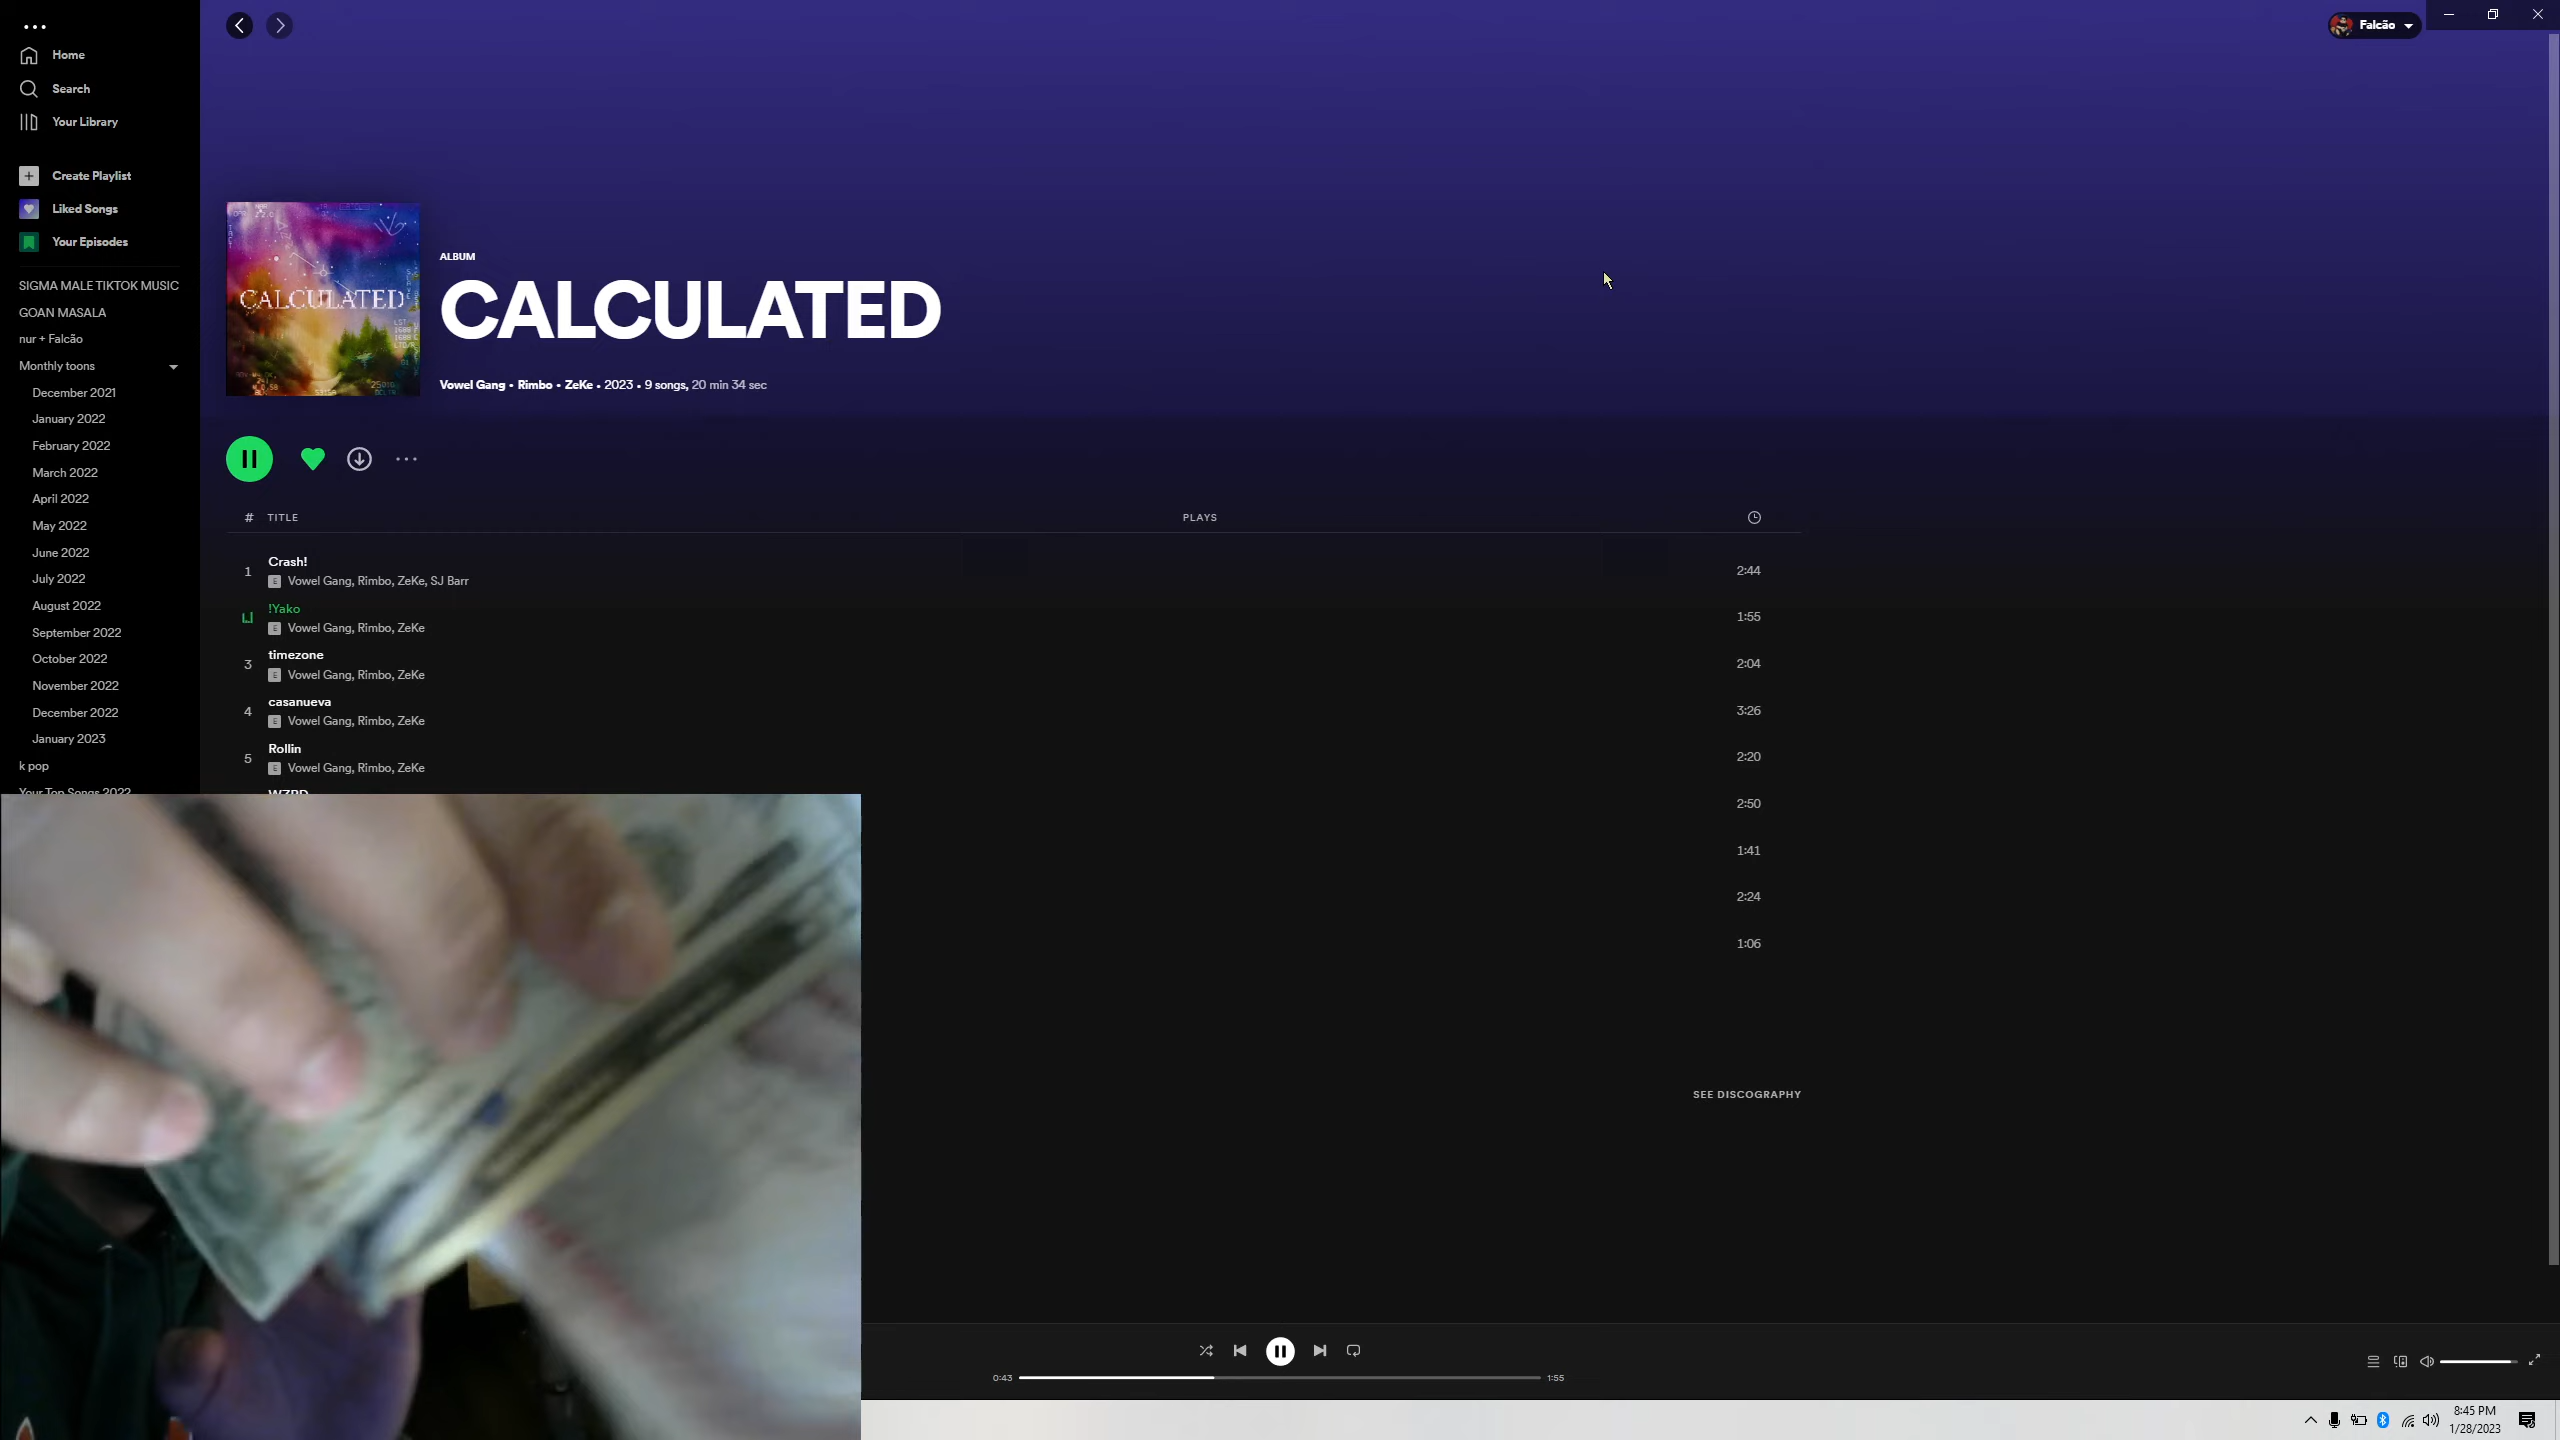 Home
Search
Your Library
Create Playlist
Liked Songs
Your Episodes
SIGMA MALE TIKTOK MUSIC
GOAN MASALA
nur + Falcão
Monthly toons
December 2021
January 2022
February 2022
March 2022
April 2022
May 2022
June 2022
July 2022
August 2022
September 2022
October 2022
November 2022
December 2022
January 2023
k pop
Your Top Songs 2022
Falcão
CALCULATED
ALBUM
CALCULATED
Vowel Gang • Rimbo • ZeKe • 2023 • 9 songs, 20 min 34 sec
# TITLE PLAYS
1 Crash! 2:44
E Vowel Gang, Rimbo, ZeKe, SJ Barr
!Yako 1:55
E Vowel Gang, Rimbo, ZeKe
3 timezone 2:04
E Vowel Gang, Rimbo, ZeKe
4 casanueva 3:26
E Vowel Gang, Rimbo, ZeKe
5 Rollin 2:20
E Vowel Gang, Rimbo, ZeKe
WZRD 2:50
1:41
2:24
1:06
SEE DISCOGRAPHY
0:43 1:55
8:45 PM
1/28/2023